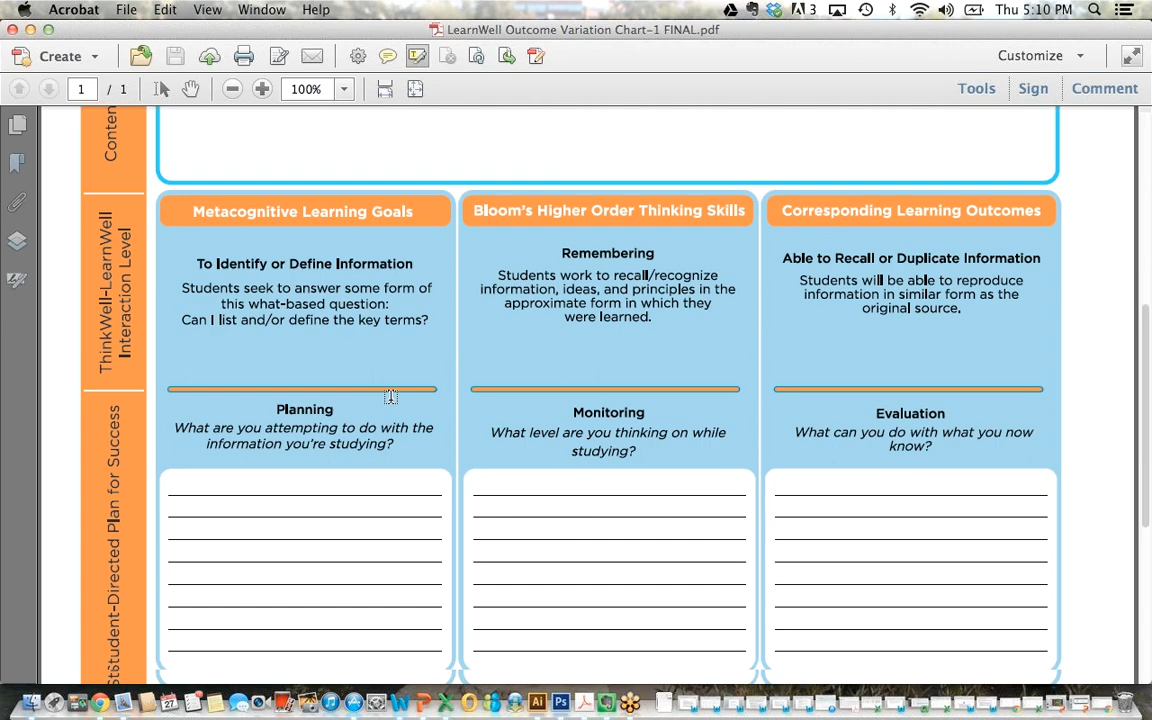 Acrobat File Edit View Window Help
3
Thu 5:10 PM
LearnWell Outcome Variation Chart-1 FINAL.pdf
Create
Customize
1 / 1
100%
Tools Sign Comment
Conten
ThinkWell-LearnWell
Interaction Level
Student-Directed Plan for Success
Metacognitive Learning Goals
To Identify or Define Information
Students seek to answer some form of
this what-based question:
Can I list and/or define the key terms?
Planning
What are you attempting to do with the
information you're studying?
Bloom's Higher Order Thinking Skills
Remembering
Students work to recall/recognize
information, ideas, and principles in the
approximate form in which they
were learned.
Monitoring
What level are you thinking on while
studying?
Corresponding Learning Outcomes
Able to Recall or Duplicate Information
Students will be able to reproduce
information in similar form as the
original source.
Evaluation
What can you do with what you now
know?
27
Ai
Ps